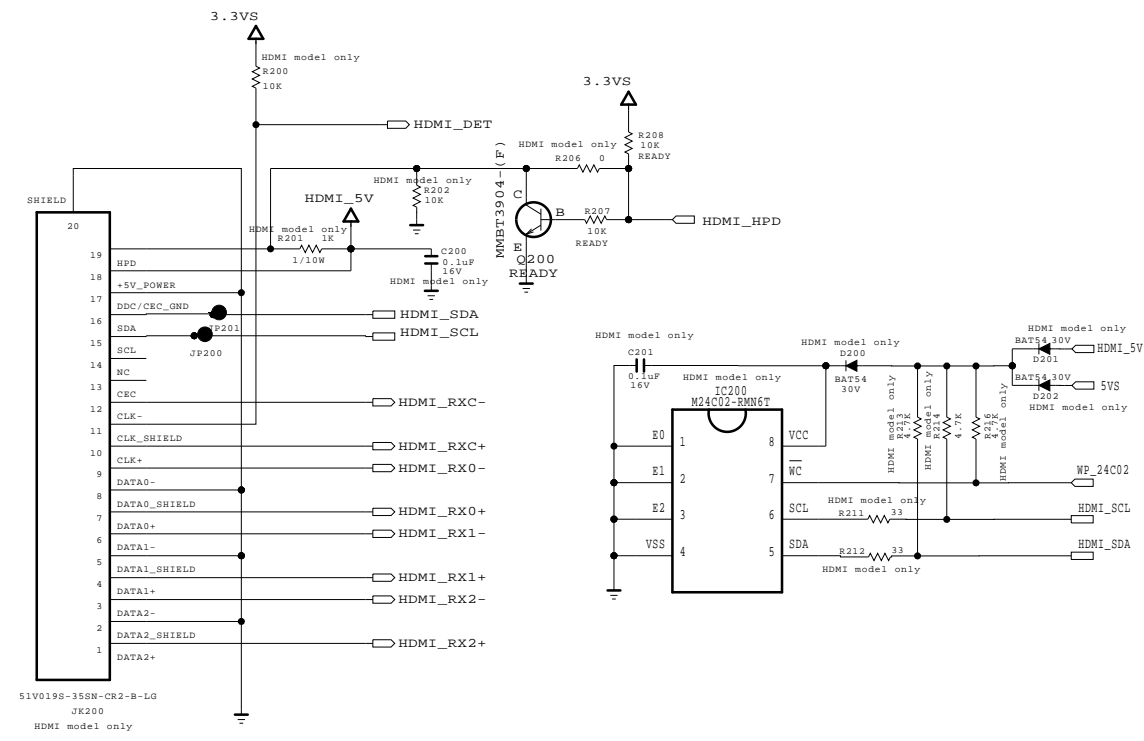 3.3VS
HDMI model only
R200
10K
HDMI_DET
3.3VS
R208
10K
READY
HDMI model only
R206 0
MMBT3904-(F)
C
B
E
Q200
READY
R207
10K
READY
HDMI_HPD
HDMI model only
R202
10K
HDMI_5V
HDMI model only
R201 1K
1/10W
C200
0.1uF
16V
HDMI model only
SHIELD
20
19
HPD
18
+5V_POWER
17
DDC/CEC_GND
16
SDA
15
SCL
14
NC
13
CEC
12
CLK-
11
CLK_SHIELD
10
CLK+
9
DATA0-
8
DATA0_SHIELD
7
DATA0+
6
DATA1-
5
DATA1_SHIELD
4
DATA1+
3
DATA2-
2
DATA2_SHIELD
1
DATA2+
JP201
JP200
HDMI_SDA
HDMI_SCL
HDMI_RXC-
HDMI_RXC+
HDMI_RX0-
HDMI_RX0+
HDMI_RX1-
HDMI_RX1+
HDMI_RX2-
HDMI_RX2+
51V019S-35SN-CR2-B-LG
JK200
HDMI model only
HDMI model only
C201
0.1uF
16V
HDMI model only
IC200
M24C02-RMN6T
HDMI model only
D200
BAT54
30V
HDMI model only
BAT54 30V
D201
HDMI_5V
BAT54 30V
D202
5VS
HDMI model only
E0
1
E1
2
E2
3
VSS
4
8
VCC
7
WC
6
SCL
5
SDA
HDMI model only
R213
4.7K
HDMI model only
R214
4.7K
R216
4.7K
HDMI model only
WP_24C02
HDMI model only
R211 33
HDMI_SCL
R212 33
HDMI model only
HDMI_SDA